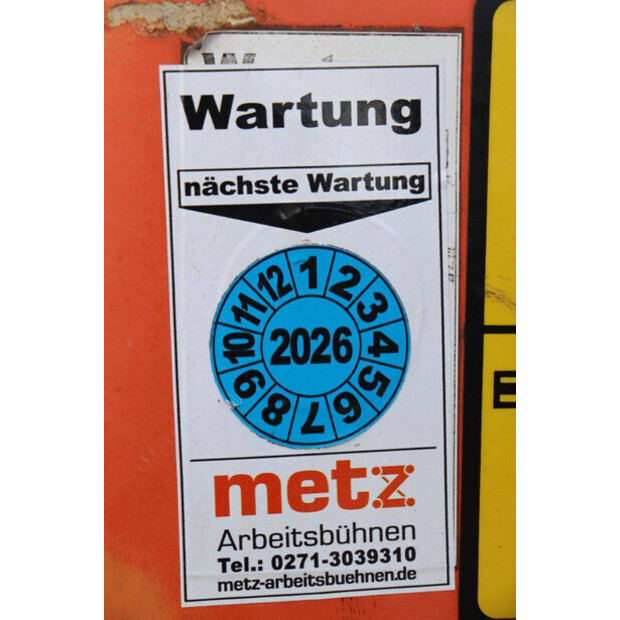 Wartung
nächste Wartung
1 2 3 4 5 6 7 8 9 10 11 12
2026
metz
Arbeitsbühnen
Tel.: 0271-3039310
metz-arbeitsbuehnen.de